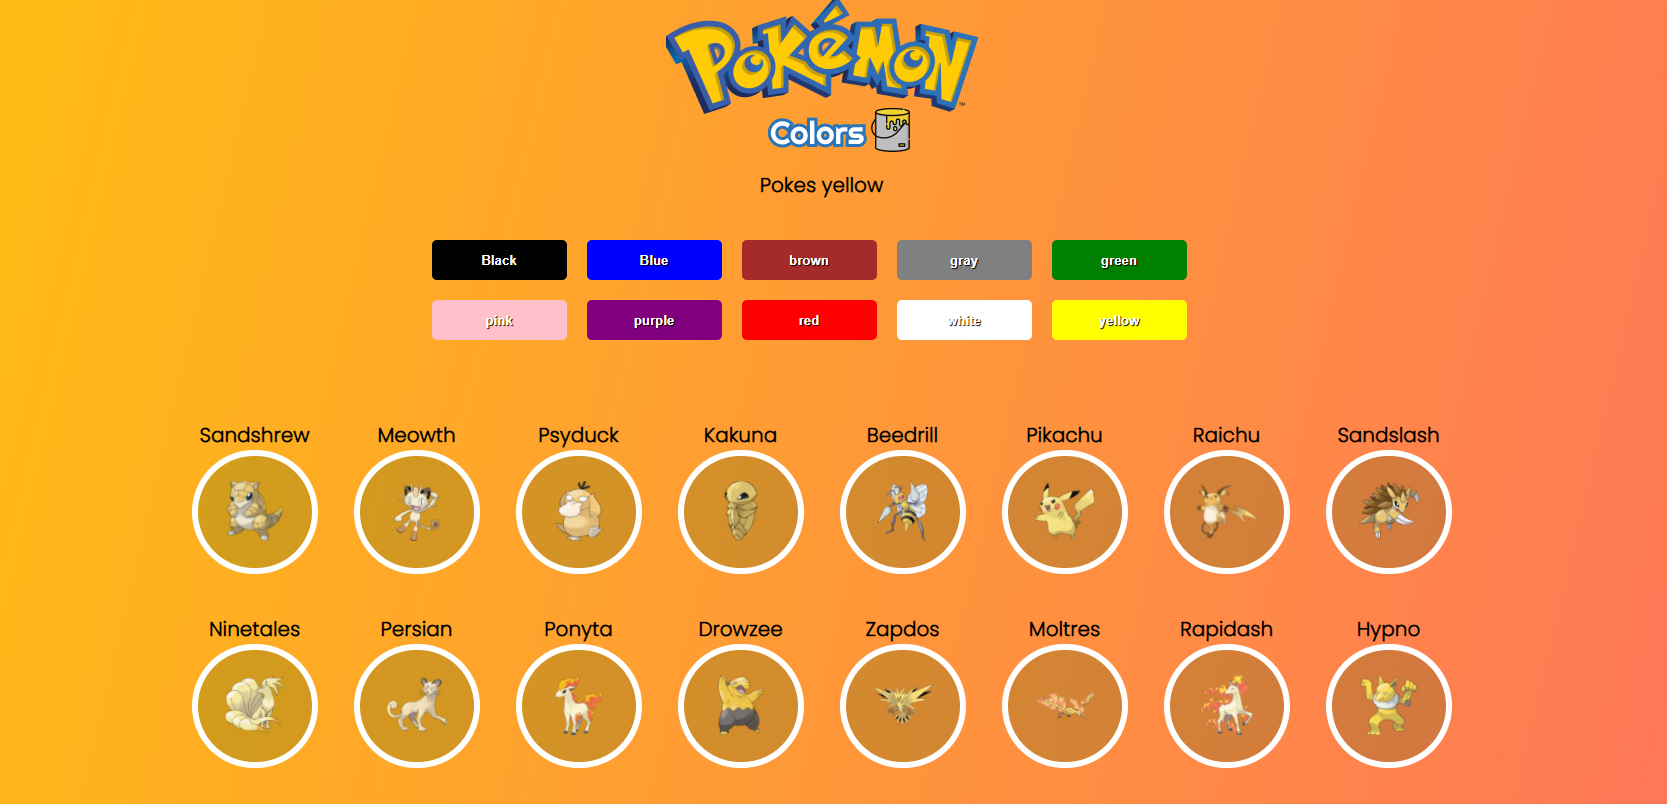 POKéMON
™
Colors
Pokes yellow
Black Blue brown gray green
pink purple red white yellow
Sandshrew Meowth Psyduck Kakuna Beedrill Pikachu Raichu Sandslash
Ninetales Persian Ponyta Drowzee Zapdos Moltres Rapidash Hypno